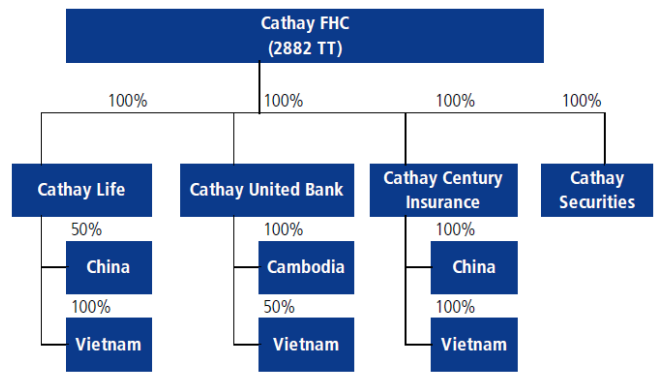 Cathay FHC
(2882 TT)
100%
100%
100%
100%
Cathay Life
Cathay United Bank
Cathay Century
Insurance
Cathay
Securities
50%
100%
100%
China
Cambodia
China
100%
50%
100%
Vietnam
Vietnam
Vietnam